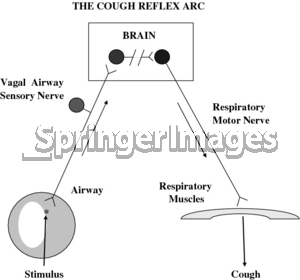 THE COUGH REFLEX ARC
BRAIN
Vagal Airway
Sensory Nerve
Respiratory
Motor Nerve
SpringerImages
Airway
Respiratory
Muscles
*
Stimulus
Cough